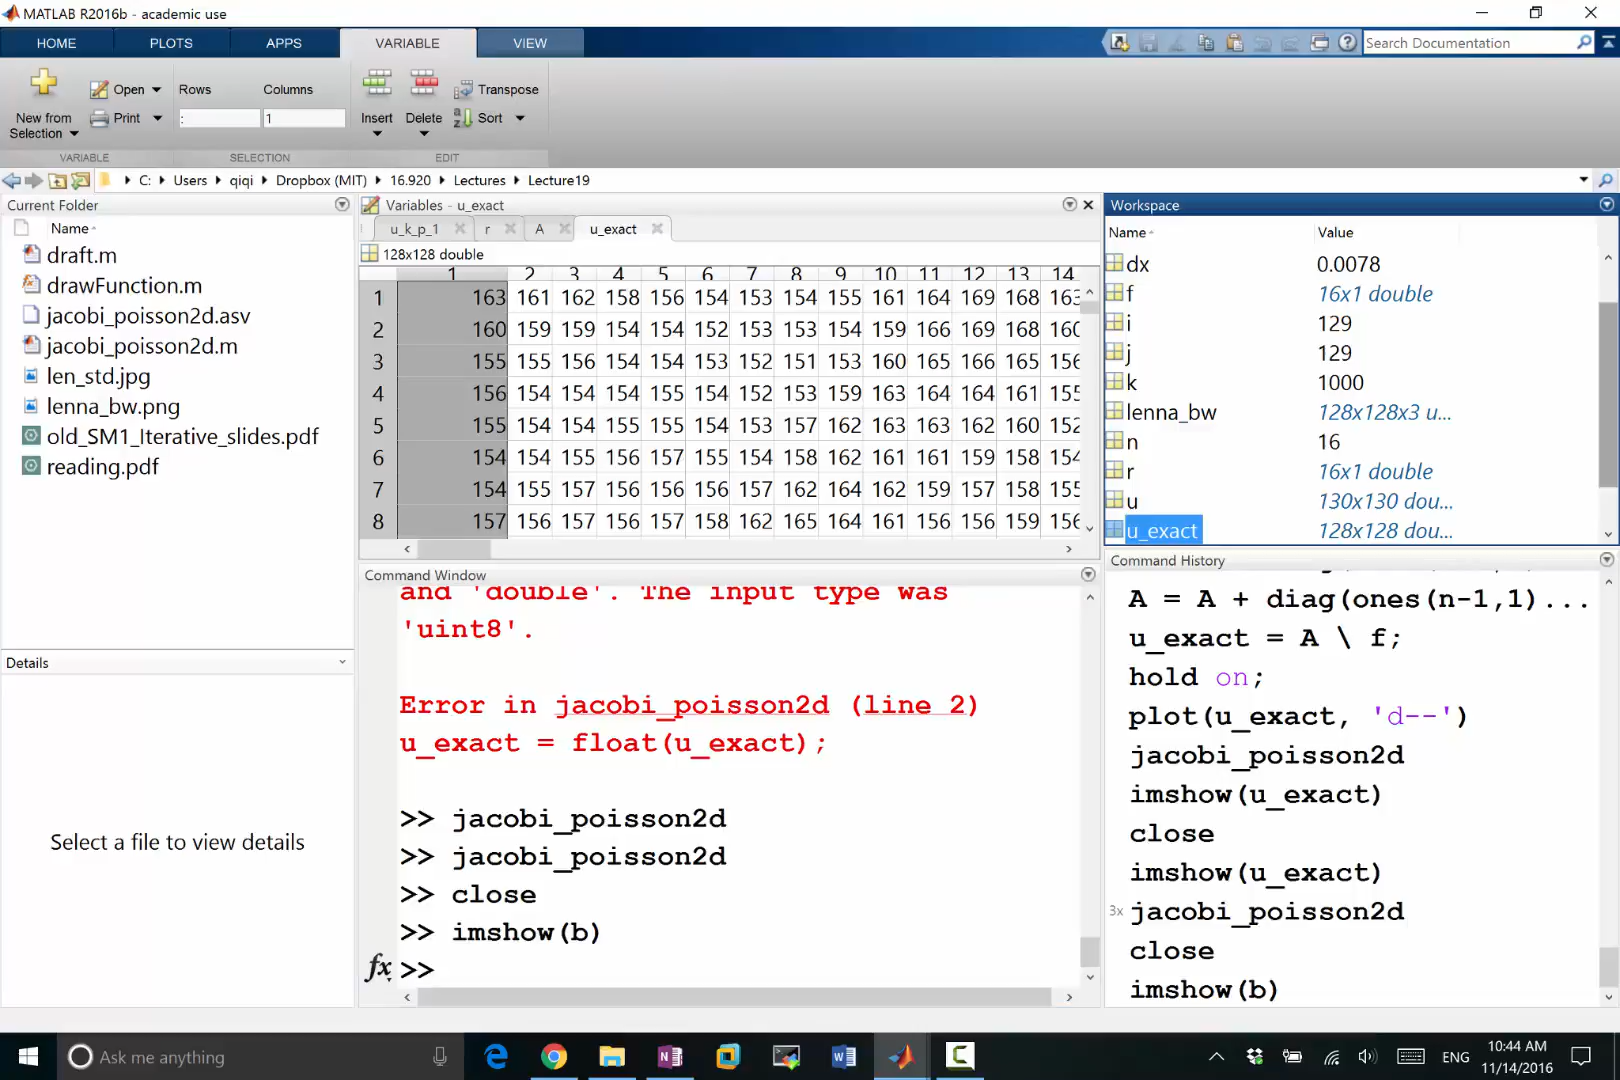 MATLAB R2016b - academic use
HOME PLOTS APPS VARIABLE VIEW
Search Documentation
New from Selection
Open
Print
VARIABLE
Rows Columns
: 1
SELECTION
Insert Delete
Transpose
Sort
EDIT
C: Users qiqi Dropbox (MIT) 16.920 Lectures Lecture19
Current Folder
Name
draft.m
drawFunction.m
jacobi_poisson2d.asv
jacobi_poisson2d.m
len_std.jpg
lenna_bw.png
old_SM1_Iterative_slides.pdf
reading.pdf
Details
Select a file to view details
Variables - u_exact
u_k_p_1 r A u_exact
128x128 double
1 2 3 4 5 6 7 8 9 10 11 12 13 14
1 163 161 162 158 156 154 153 154 155 161 164 169 168 163
2 160 159 159 154 154 152 153 153 154 159 166 169 168 160
3 155 155 156 154 154 153 152 151 153 160 165 166 165 156
4 156 154 154 154 155 154 152 153 159 163 164 164 161 155
5 155 154 154 155 155 154 153 157 162 163 163 162 160 152
6 154 154 155 156 157 155 154 158 162 161 161 159 158 154
7 154 155 157 156 156 156 157 162 164 162 159 157 158 155
8 157 156 157 156 157 158 162 165 164 161 156 156 159 156
Command Window
and 'double'. The input type was
'uint8'.
Error in jacobi_poisson2d (line 2)
u_exact = float(u_exact);
>> jacobi_poisson2d
>> jacobi_poisson2d
>> close
>> imshow(b)
fx >>
Workspace
Name Value
dx 0.0078
f 16x1 double
i 129
j 129
k 1000
lenna_bw 128x128x3 u...
n 16
r 16x1 double
u 130x130 dou...
u_exact 128x128 dou...
Command History
A = A + diag(ones(n-1,1)...
u_exact = A \ f;
hold on;
plot(u_exact, 'd--')
jacobi_poisson2d
imshow(u_exact)
close
imshow(u_exact)
3x jacobi_poisson2d
close
imshow(b)
Ask me anything
ENG
10:44 AM
11/14/2016